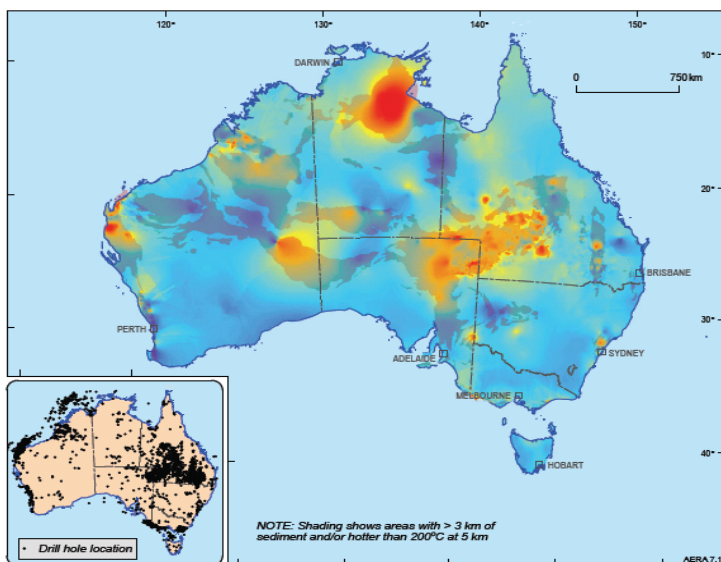 120°
130°
140°
150°
DARWIN
10°
0
750 km
20°
BRISBANE
30°
PERTH
ADELAIDE
SYDNEY
MELBOURNE
40°
HOBART
NOTE: Shading shows areas with > 3 km of
sediment and/or hotter than 200°C at 5 km
Drill hole location
AERA 7.1